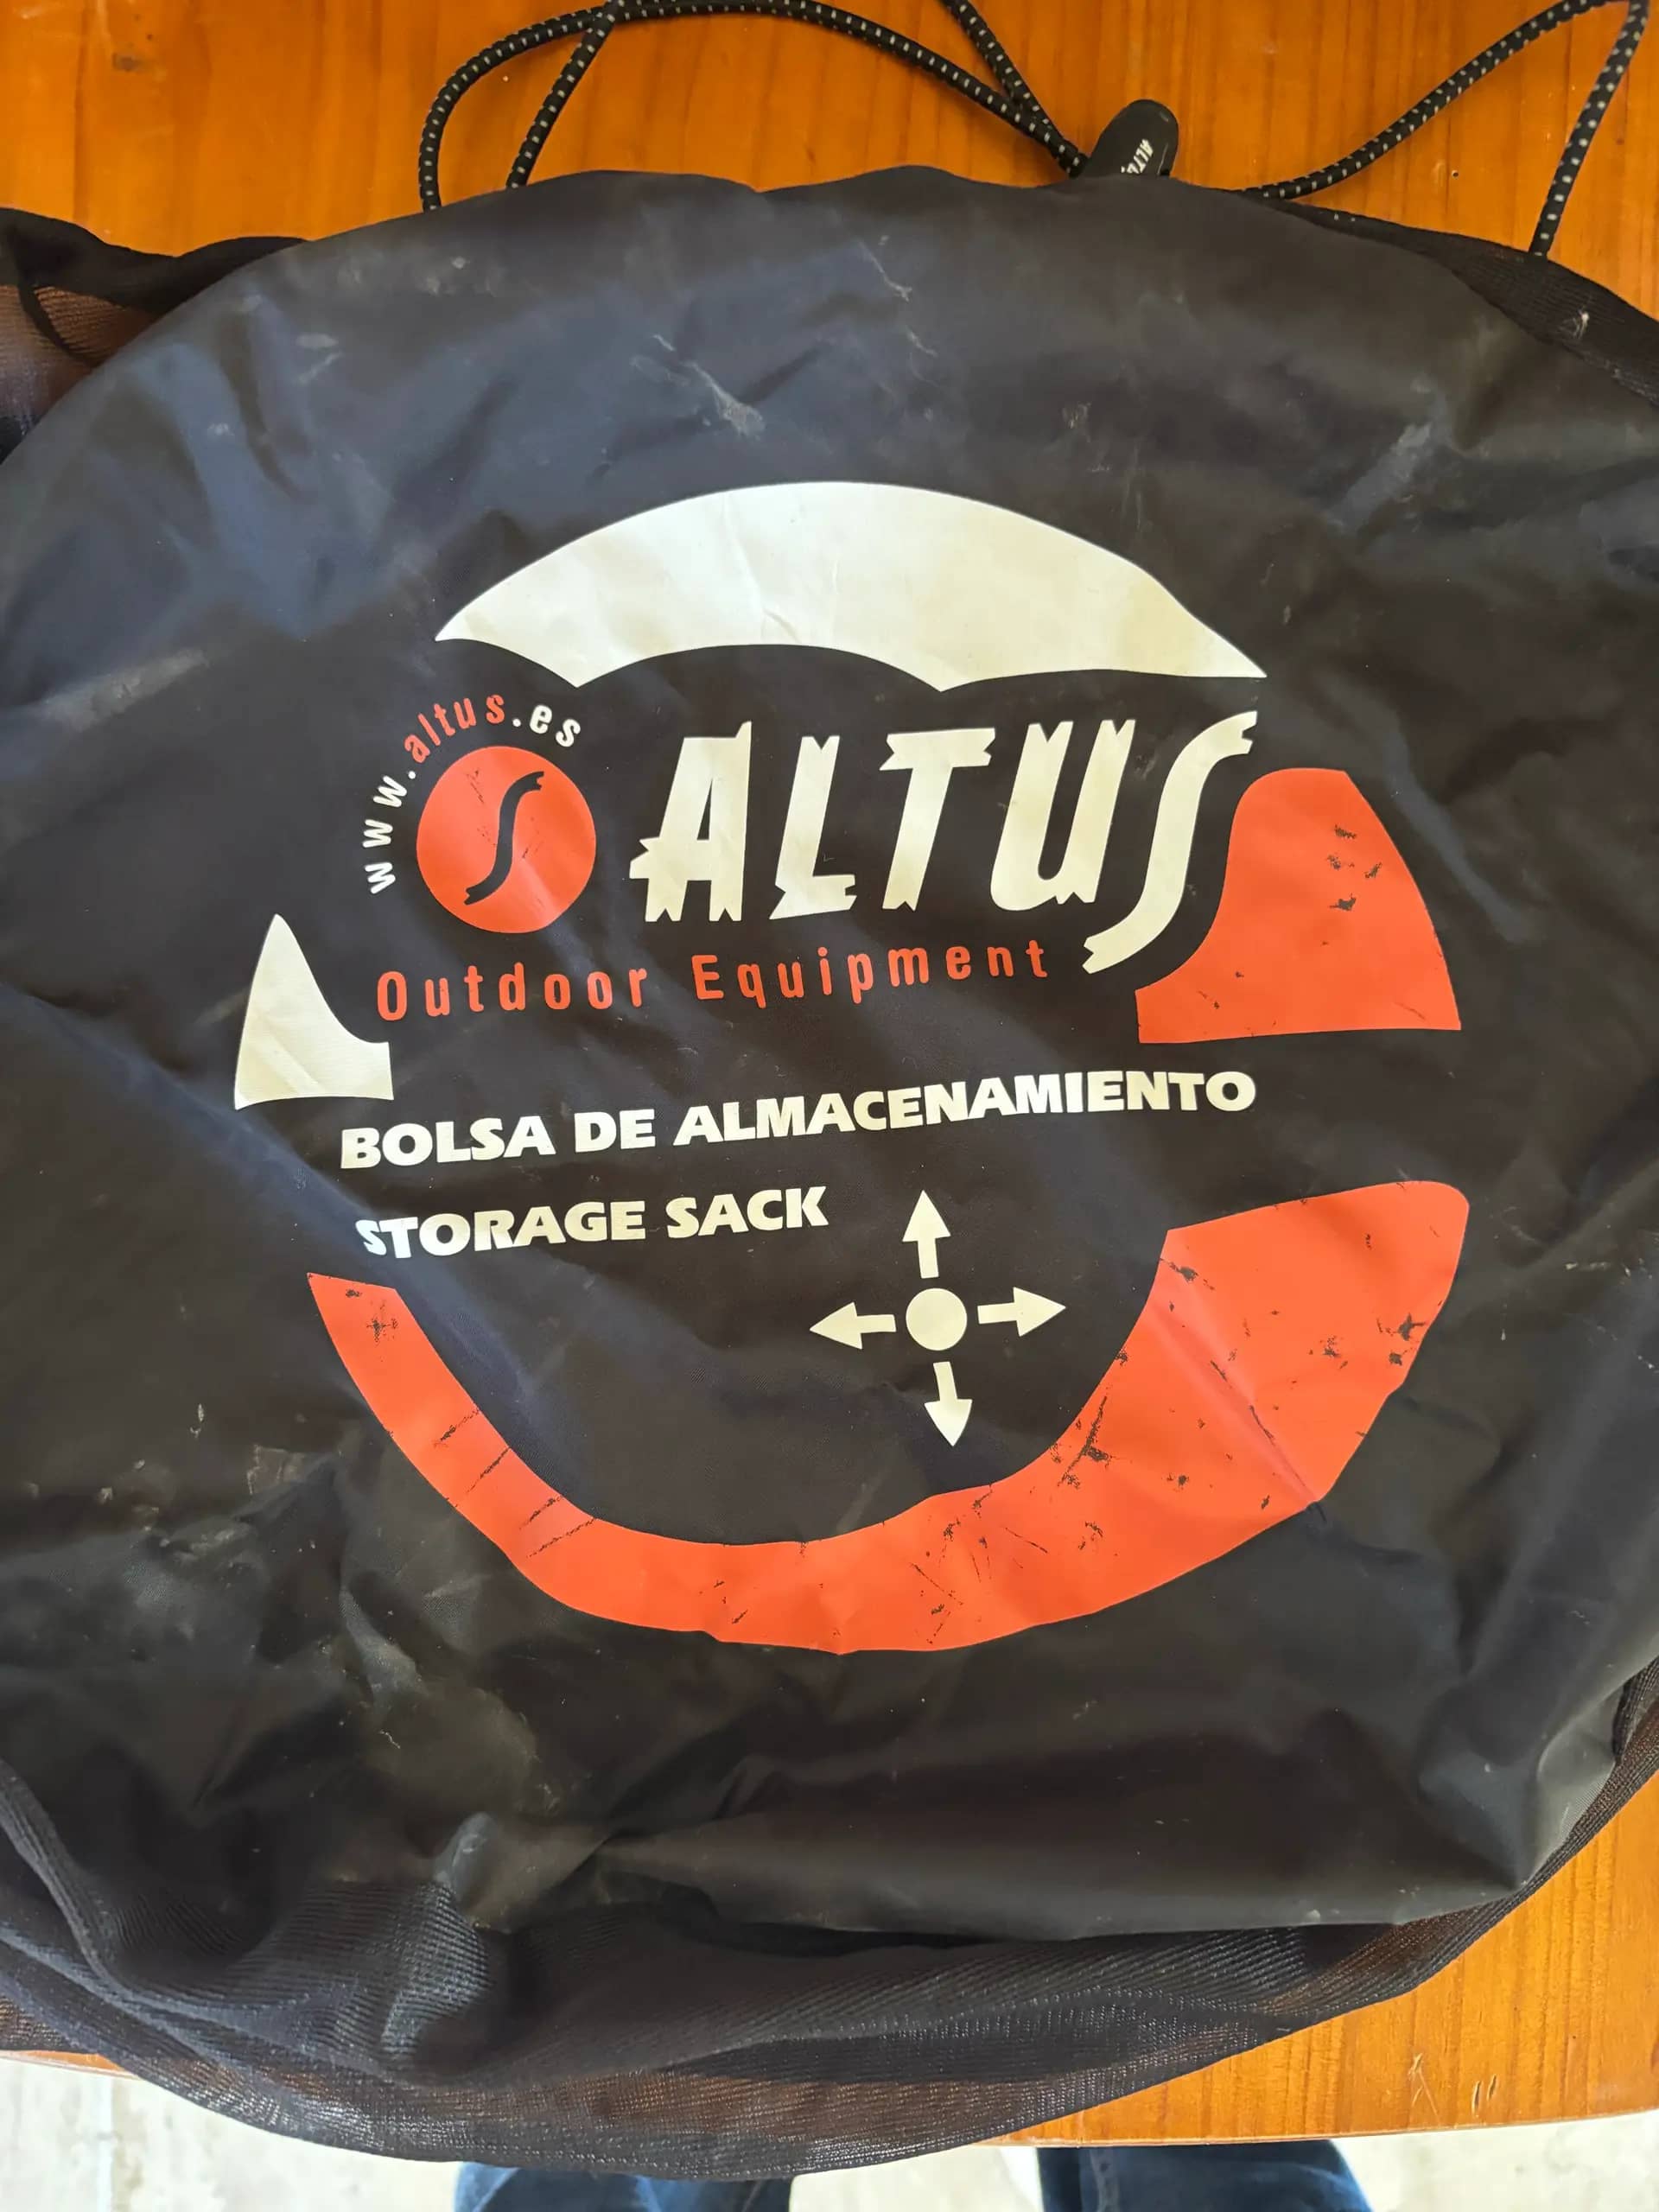 www.altus.es
ALTUS
Outdoor Equipment
BOLSA DE ALMACENAMIENTO
STORAGE SACK